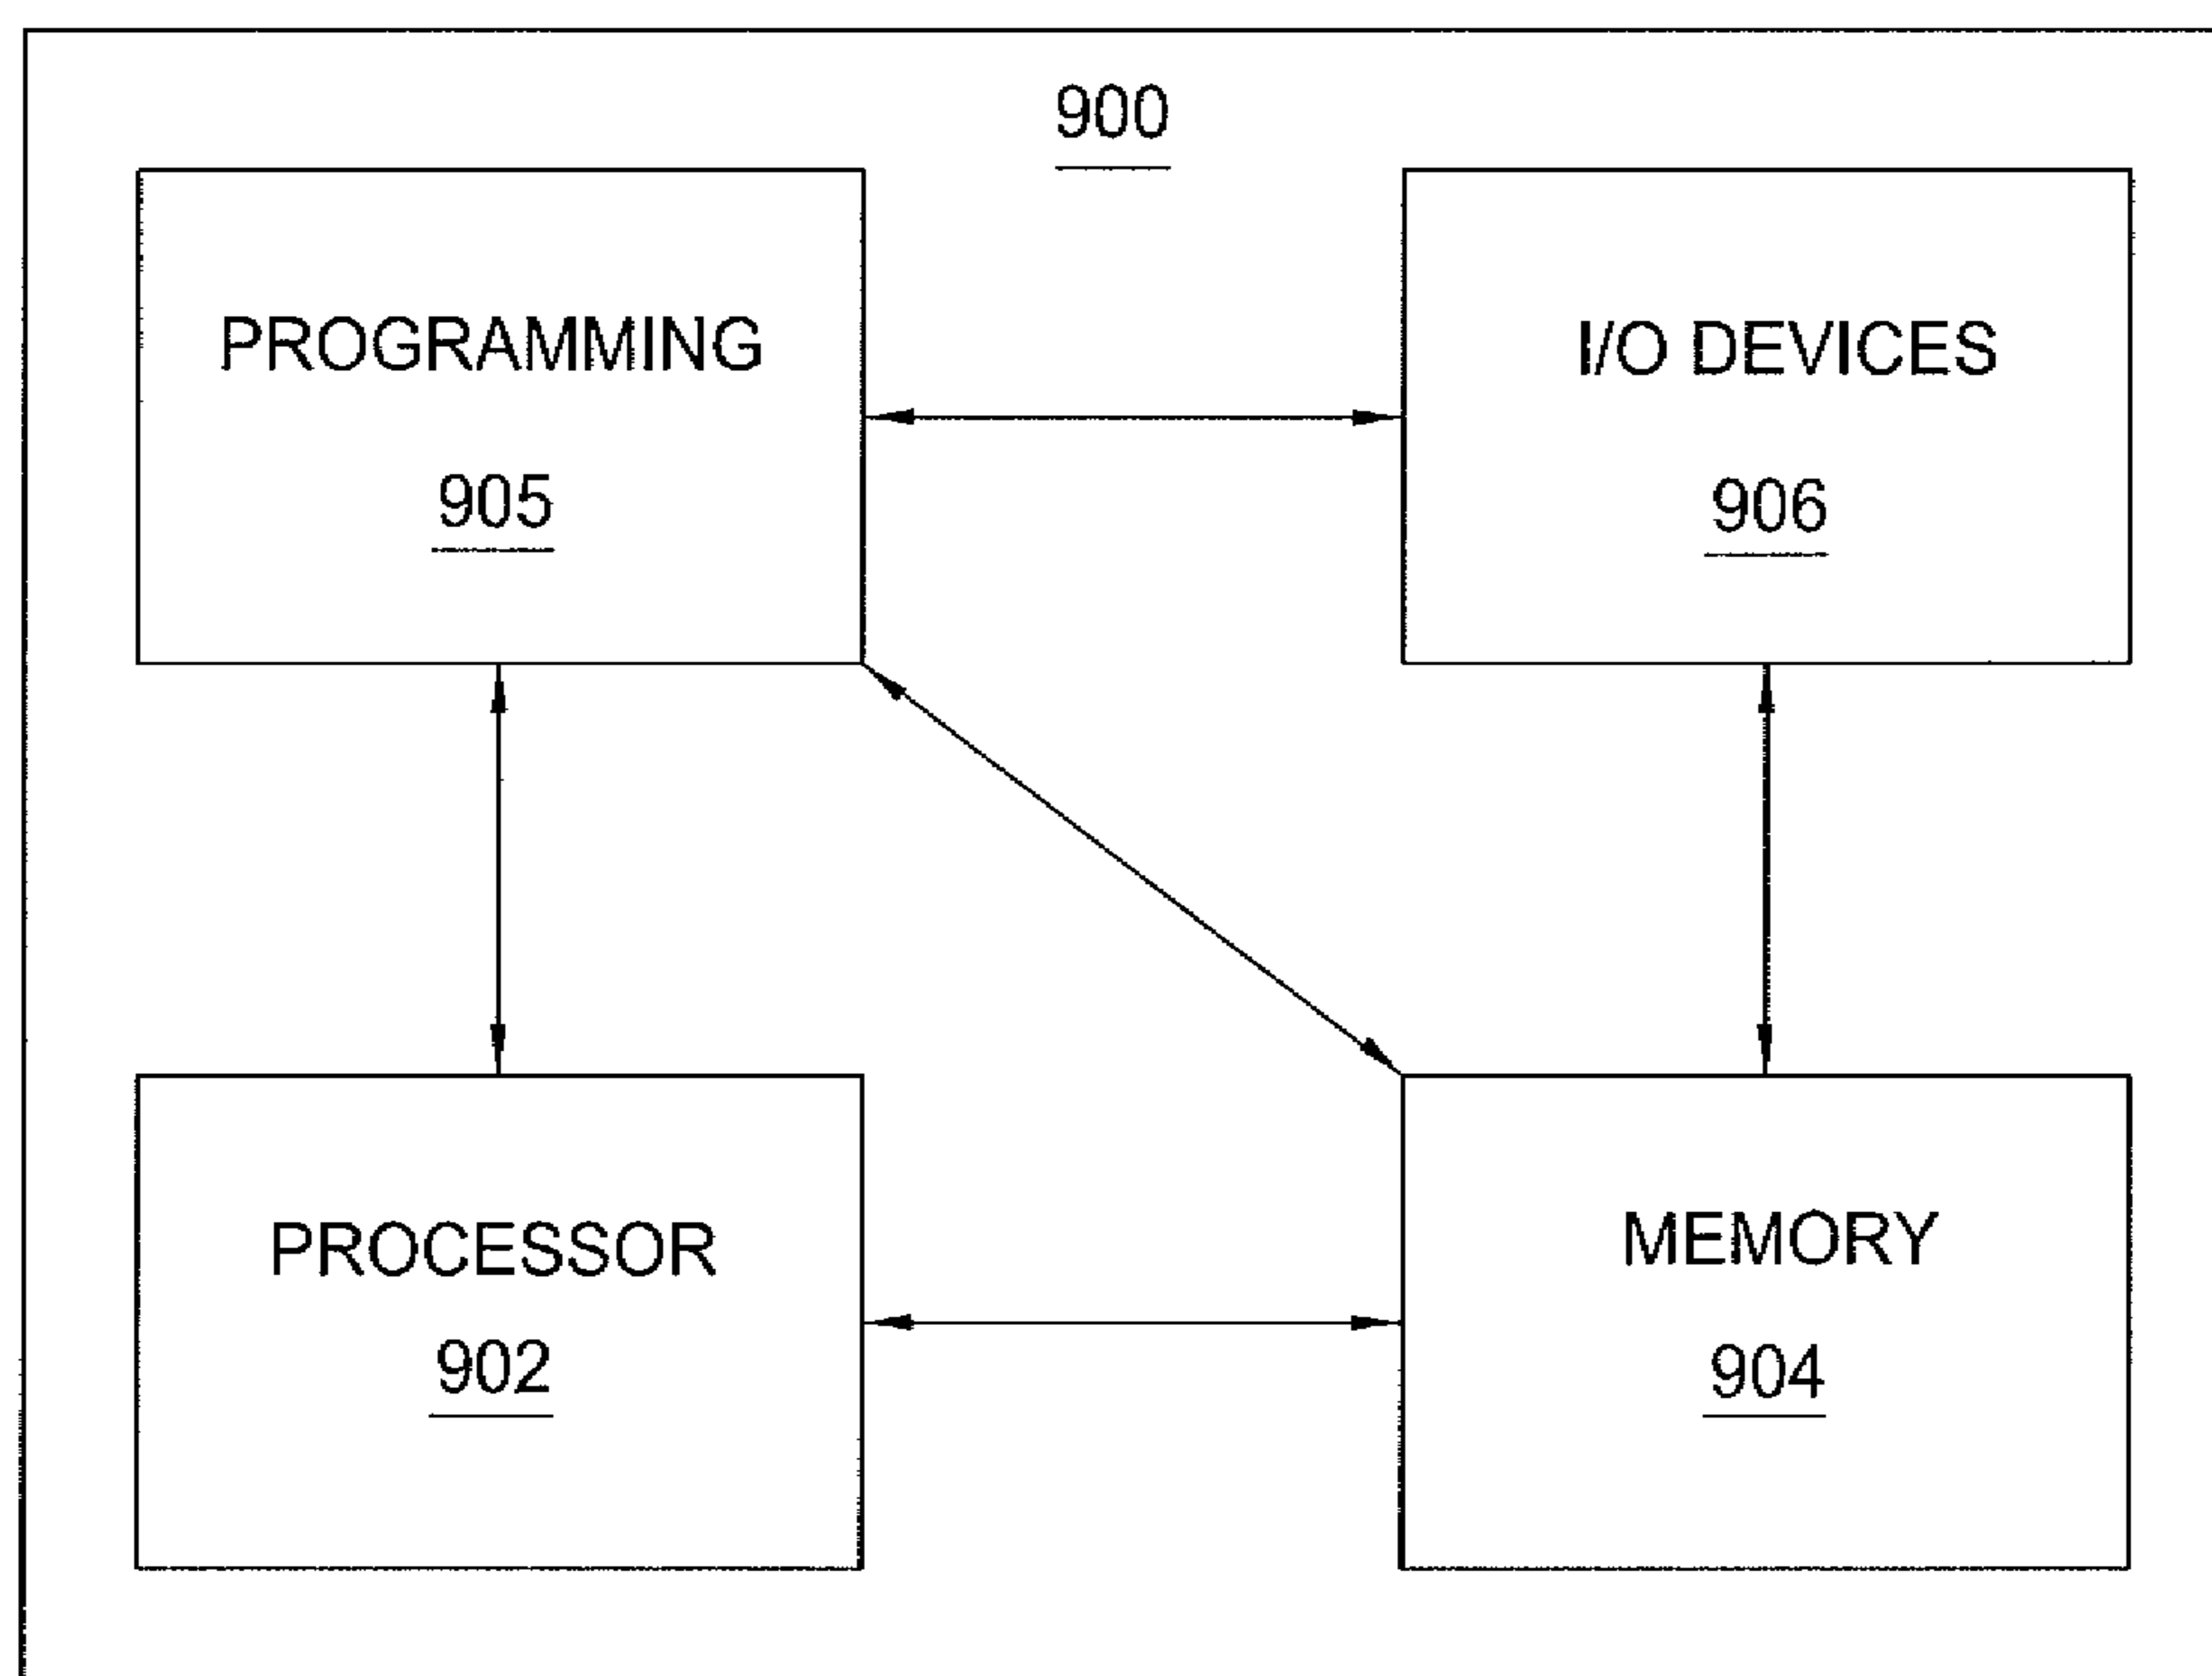 900
PROGRAMMING
905
I/O DEVICES
906
PROCESSOR
902
MEMORY
904